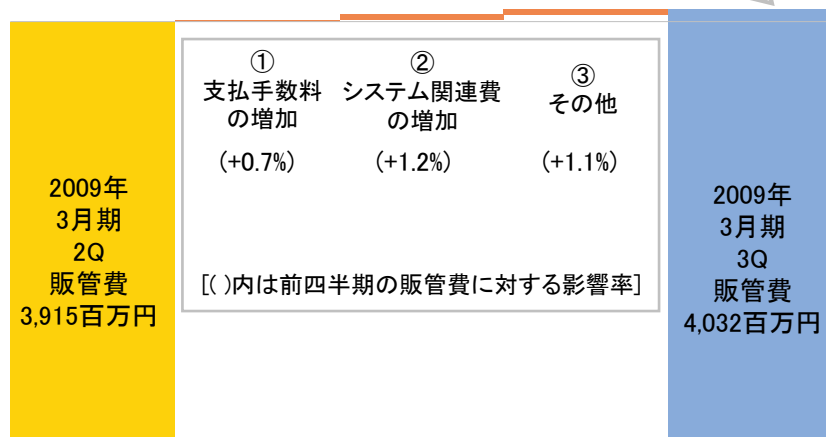 2009年
3月期
2Q
販管費
3,915百万円
①
支払手数料
の増加
(+0.7%)
②
システム関連費
の増加
(+1.2%)
③
その他
(+1.1%)
[( )内は前四半期の販管費に対する影響率]
2009年
3月期
3Q
販管費
4,032百万円